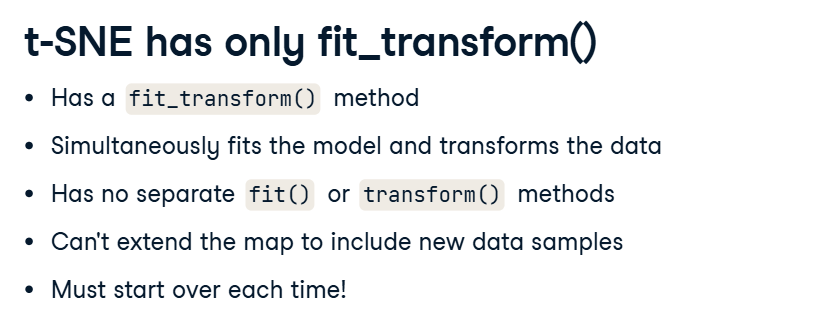 t-SNE has only fit_transform()
• Has a fit_transform() method
• Simultaneously fits the model and transforms the data
• Has no separate fit() or transform() methods
• Can't extend the map to include new data samples
• Must start over each time!